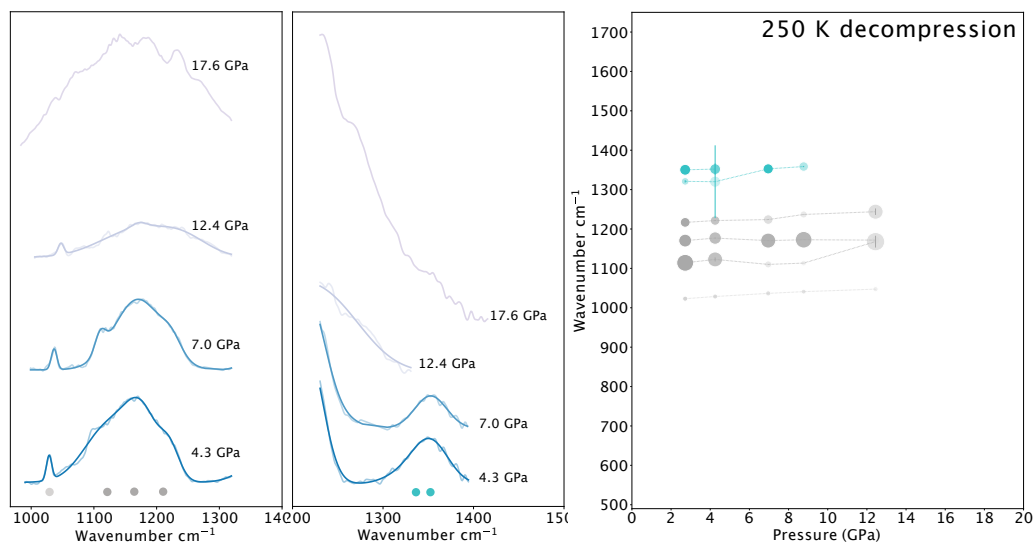 17.6 GPa
12.4 GPa
7.0 GPa
4.3 GPa
1000 1100 1200 1300 140
Wavenumber cm⁻¹
17.6 GPa
12.4 GPa
7.0 GPa
4.3 GPa
1200 1300 1400 150
Wavenumber cm⁻¹
250 K decompression
1700
1600
1500
1400
1300
1200
1100
1000
900
800
700
600
500
Wavenumber cm⁻¹
0 2 4 6 8 10 12 14 16 18 20
Pressure (GPa)